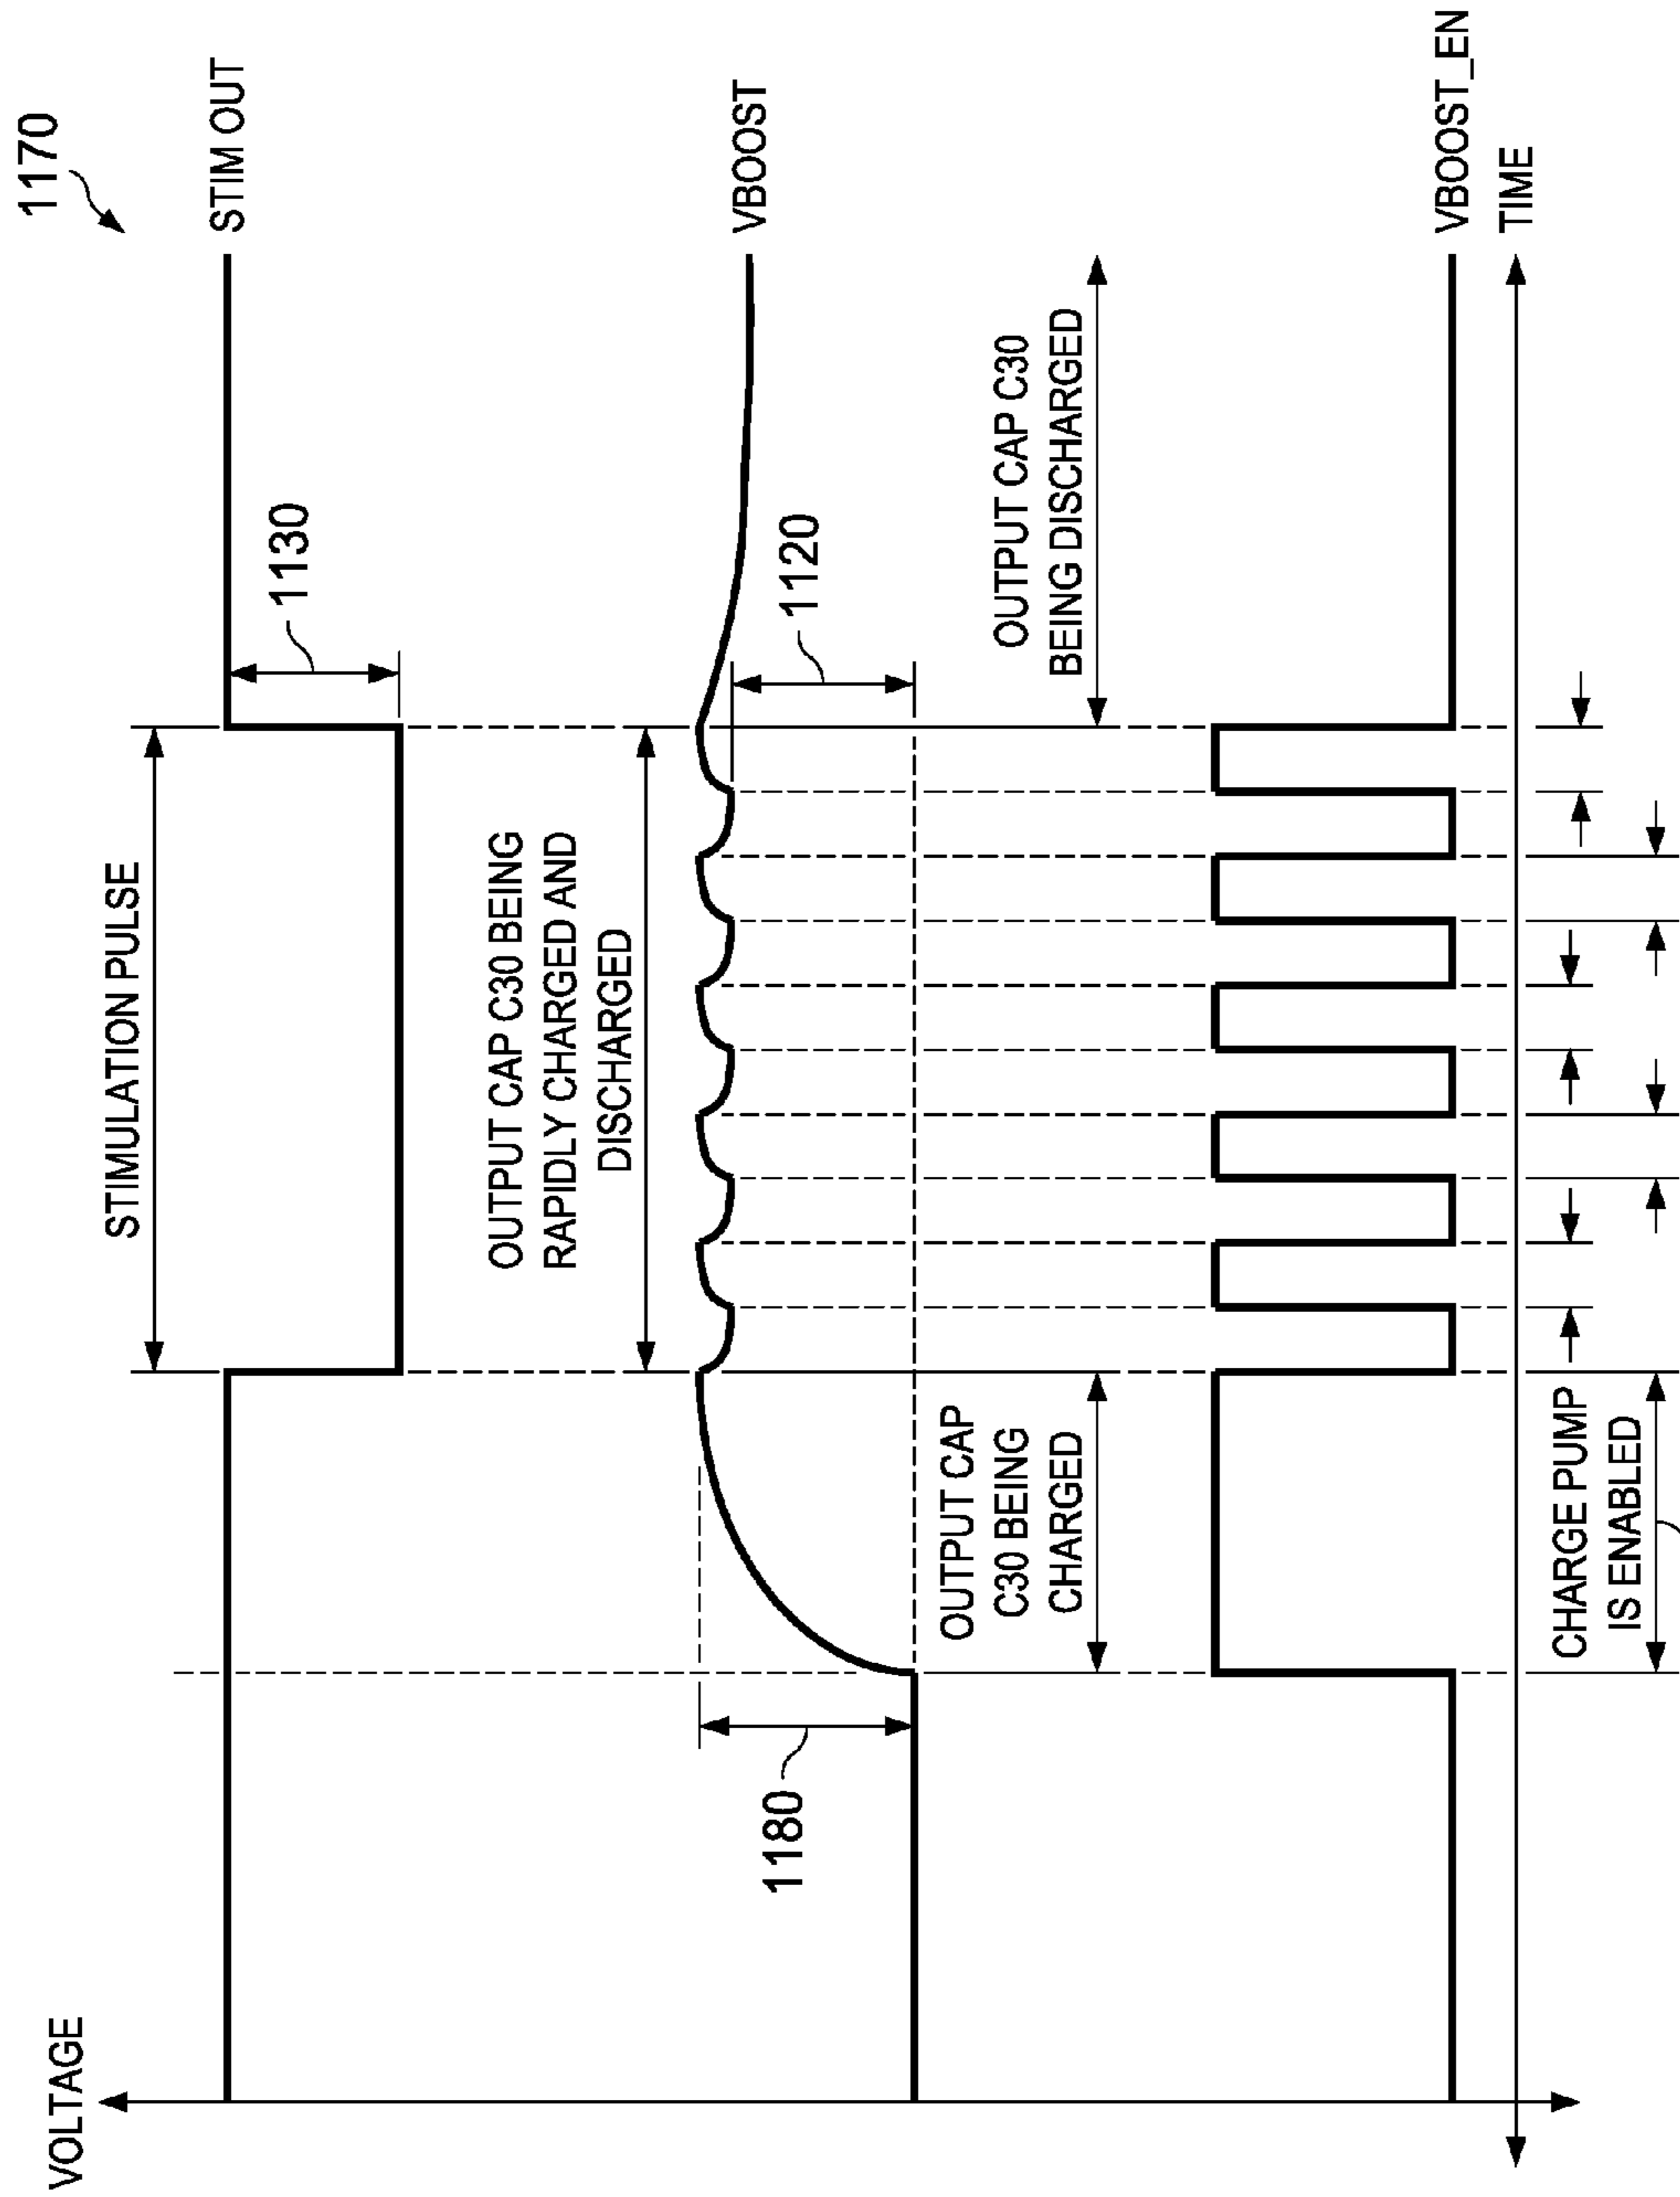 1170
VOLTAGE
STIMULATION PULSE
STIM OUT
1130
OUTPUT CAP C30 BEING
RAPIDLY CHARGED AND
DISCHARGED
VBOOST
1180
1120
OUTPUT CAP
C30 BEING
CHARGED
OUTPUT CAP C30
BEING DISCHARGED
VBOOST_EN
TIME
CHARGE PUMP
IS ENABLED